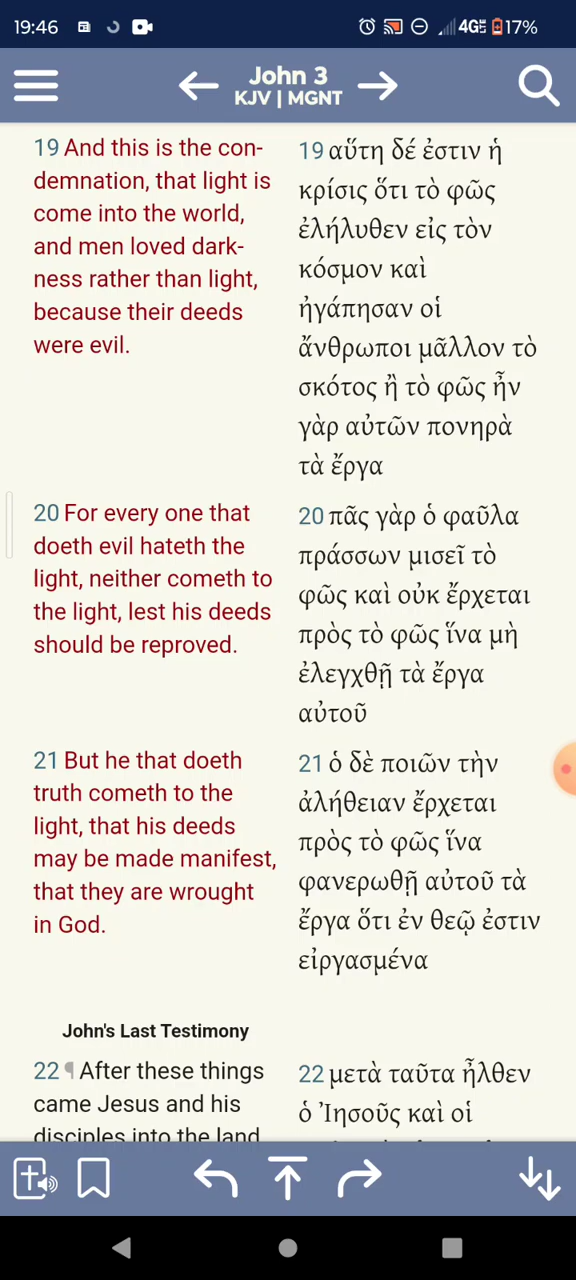 19:46
4G
17%
John 3
KJV | MGNT
19 And this is the con-
demnation, that light is
come into the world,
and men loved dark-
ness rather than light,
because their deeds
were evil.
19 αὕτη δέ ἐστιν ἡ
κρίσις ὅτι τὸ φῶς
ἐλήλυθεν εἰς τὸν
κόσμον καὶ
ἠγάπησαν οἱ
ἄνθρωποι μᾶλλον τὸ
σκότος ἢ τὸ φῶς ἦν
γὰρ αὐτῶν πονηρὰ
τὰ ἔργα
20 For every one that
doeth evil hateth the
light, neither cometh to
the light, lest his deeds
should be reproved.
20 πᾶς γὰρ ὁ φαῦλα
πράσσων μισεῖ τὸ
φῶς καὶ οὐκ ἔρχεται
πρὸς τὸ φῶς ἵνα μὴ
ἐλεγχθῇ τὰ ἔργα
αὐτοῦ
21 But he that doeth
truth cometh to the
light, that his deeds
may be made manifest,
that they are wrought
in God.
21 ὁ δὲ ποιῶν τὴν
ἀλήθειαν ἔρχεται
πρὸς τὸ φῶς ἵνα
φανερωθῇ αὐτοῦ τὰ
ἔργα ὅτι ἐν θεῷ ἐστιν
εἰργασμένα
John's Last Testimony
22 ¶ After these things
came Jesus and his
disciples into the land
22 μετὰ ταῦτα ἦλθεν
ὁ Ἰησοῦς καὶ οἱ